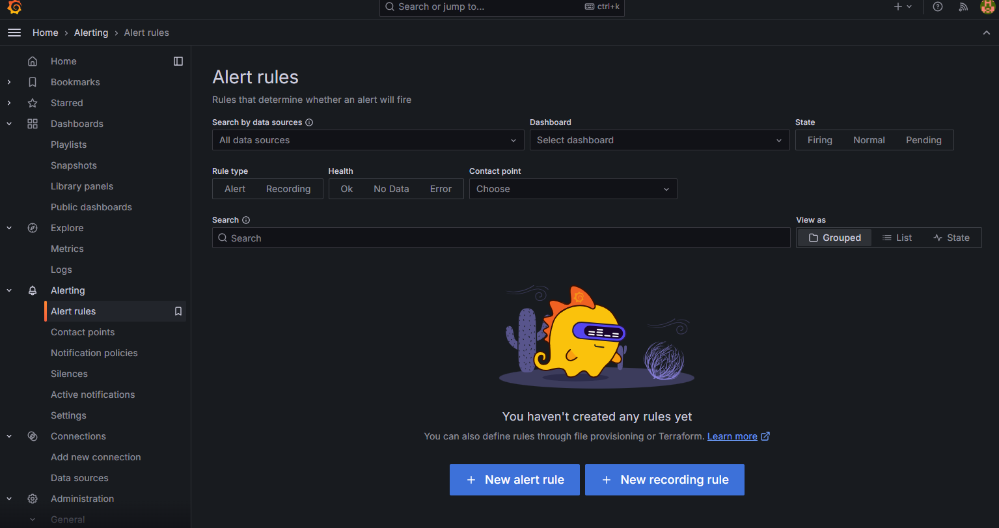 Search or jump to...
ctrl+k
Home › Alerting › Alert rules
Home
Bookmarks
Starred
Dashboards
Playlists
Snapshots
Library panels
Public dashboards
Explore
Metrics
Logs
Alerting
Alert rules
Contact points
Notification policies
Silences
Active notifications
Settings
Connections
Add new connection
Data sources
Administration
General
Alert rules
Rules that determine whether an alert will fire
Search by data sources
Dashboard
State
All data sources
Select dashboard
Firing Normal Pending
Rule type
Health
Contact point
Alert Recording
Ok No Data Error
Choose
Search
View as
Search
Grouped List State
You haven't created any rules yet
You can also define rules through file provisioning or Terraform. Learn more
+ New alert rule
+ New recording rule